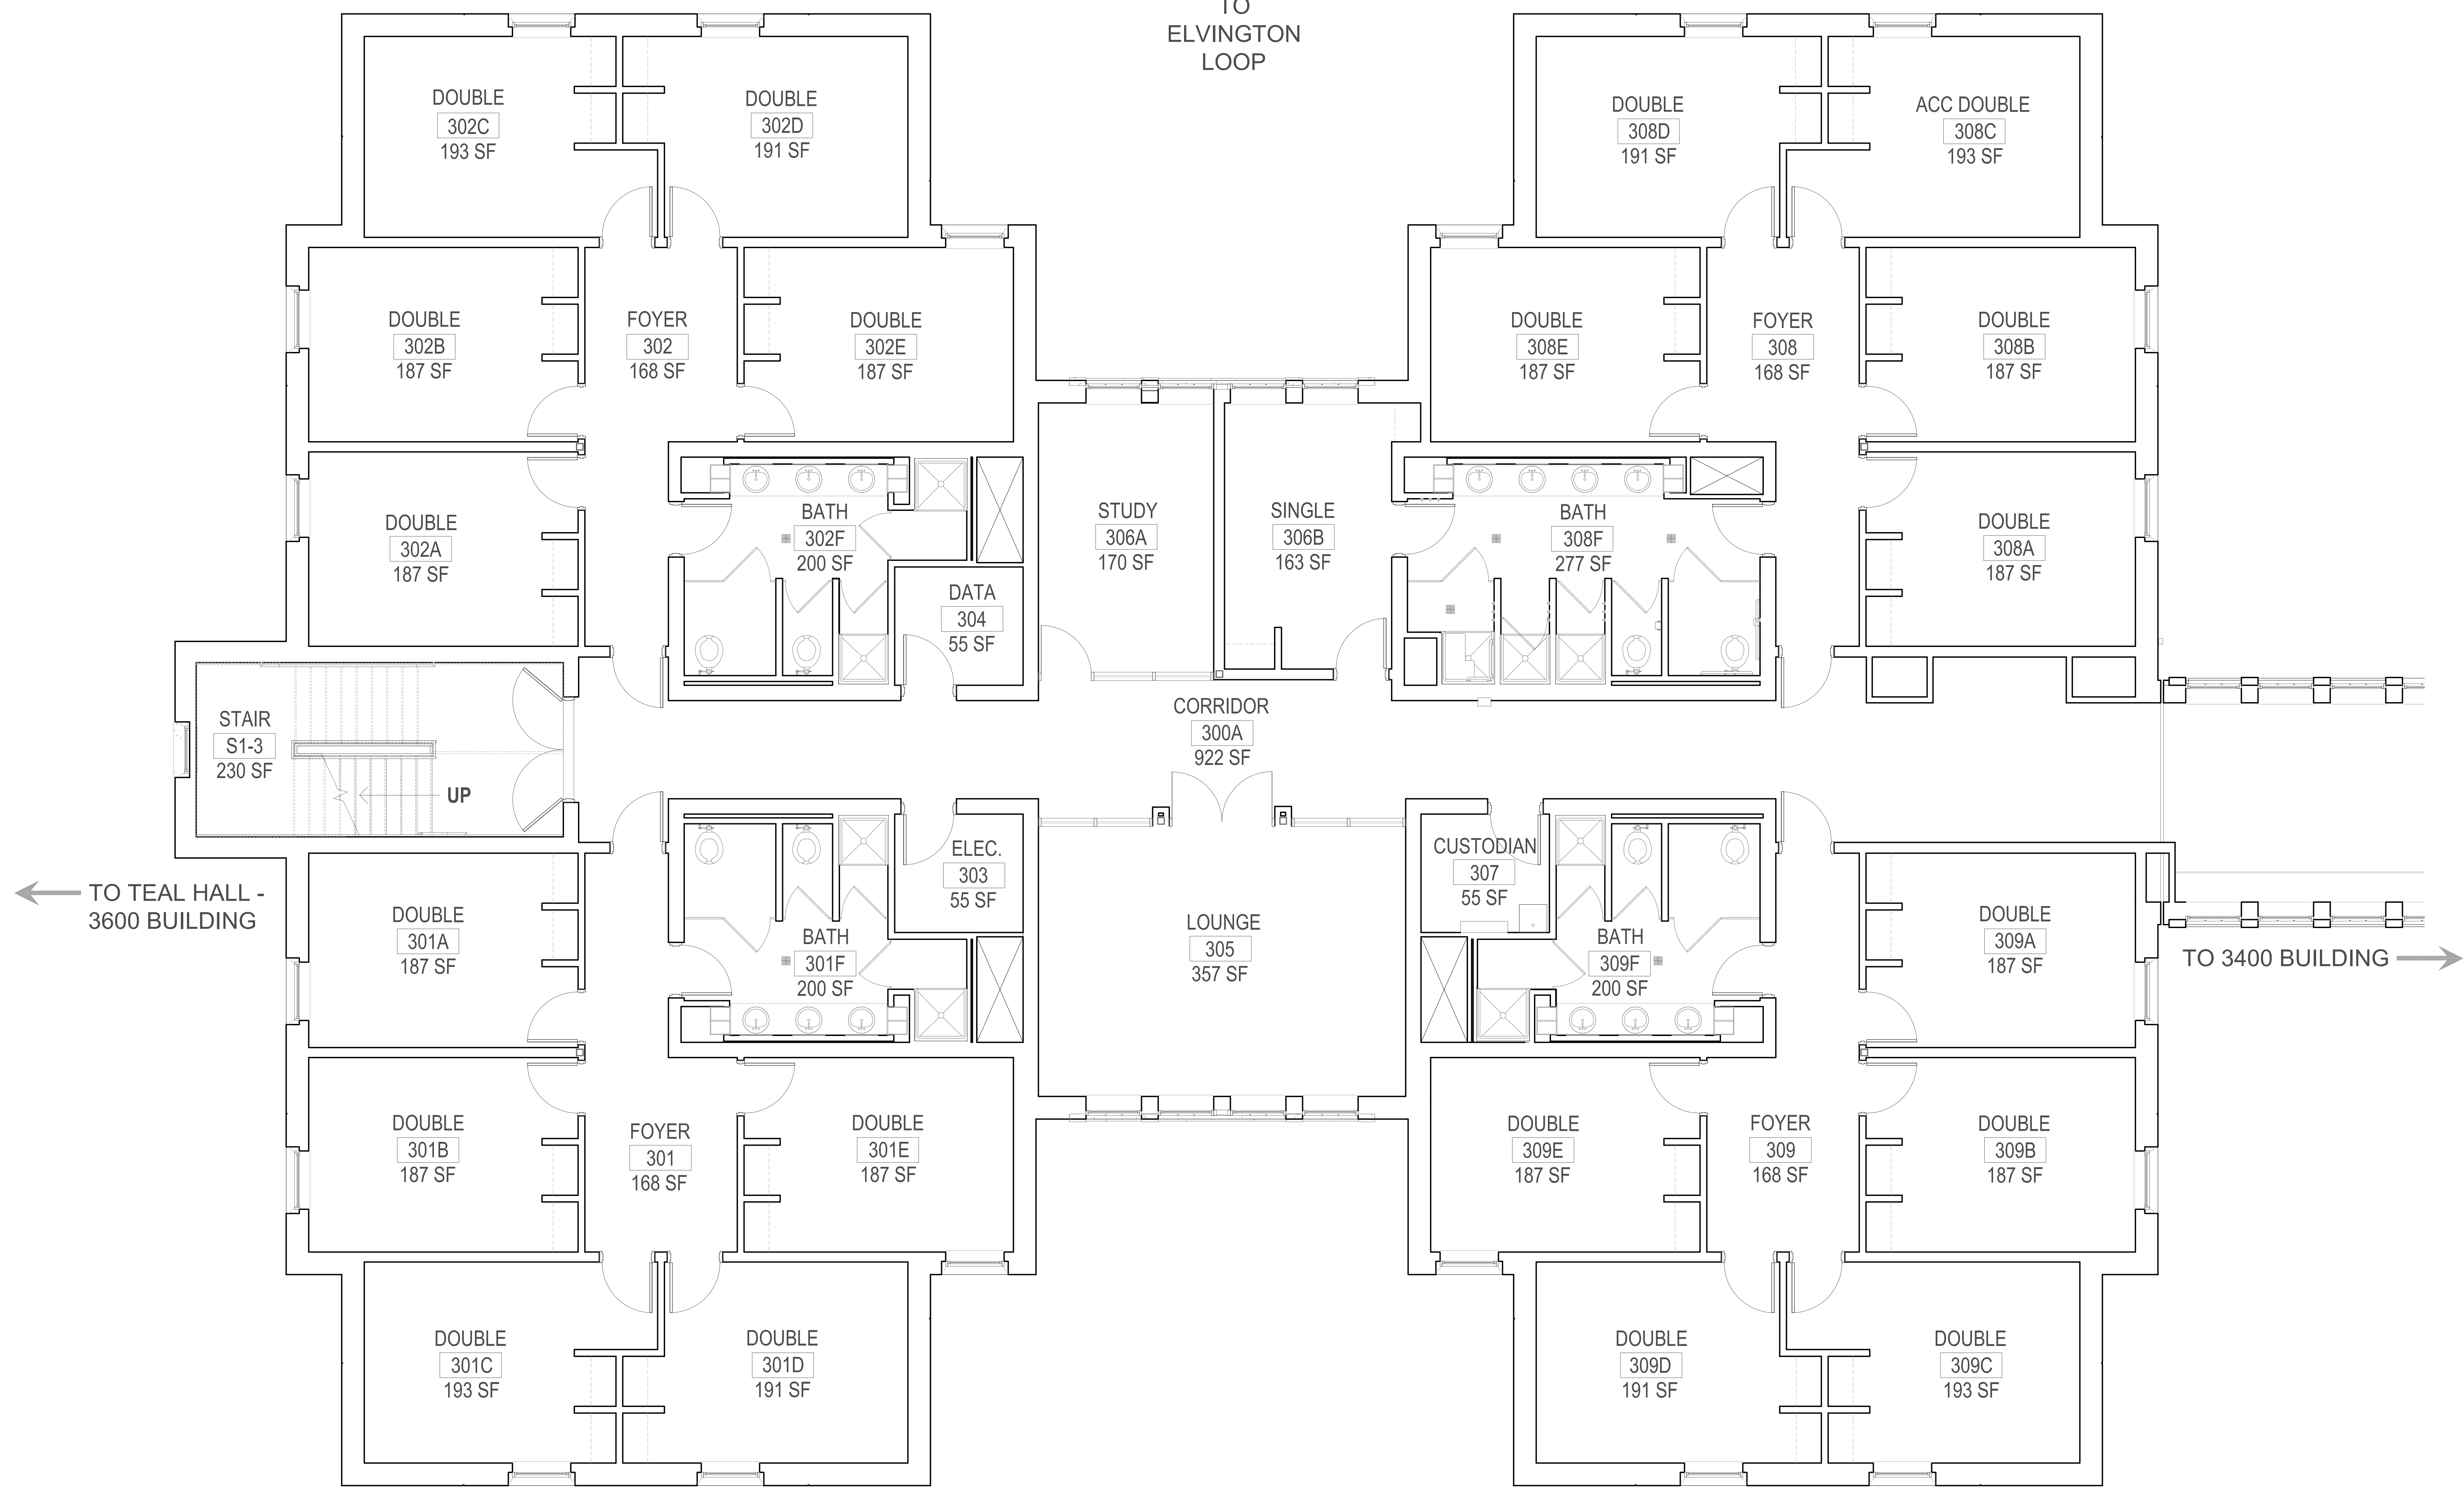 TO
ELVINGTON
LOOP
DOUBLE
302C
193 SF
DOUBLE
302D
191 SF
DOUBLE
308D
191 SF
ACC DOUBLE
308C
193 SF
DOUBLE
302B
187 SF
FOYER
302
168 SF
DOUBLE
302E
187 SF
DOUBLE
308E
187 SF
FOYER
308
168 SF
DOUBLE
308B
187 SF
DOUBLE
302A
187 SF
BATH
302F
200 SF
DATA
304
55 SF
STUDY
306A
170 SF
SINGLE
306B
163 SF
BATH
308F
277 SF
DOUBLE
308A
187 SF
STAIR
S1-3
230 SF
UP
CORRIDOR
300A
922 SF
TO TEAL HALL -
3600 BUILDING
DOUBLE
301A
187 SF
BATH
301F
200 SF
ELEC.
303
55 SF
LOUNGE
305
357 SF
CUSTODIAN
307
55 SF
BATH
309F
200 SF
DOUBLE
309A
187 SF
TO 3400 BUILDING
DOUBLE
301B
187 SF
FOYER
301
168 SF
DOUBLE
301E
187 SF
DOUBLE
309E
187 SF
FOYER
309
168 SF
DOUBLE
309B
187 SF
DOUBLE
301C
193 SF
DOUBLE
301D
191 SF
DOUBLE
309D
191 SF
DOUBLE
309C
193 SF